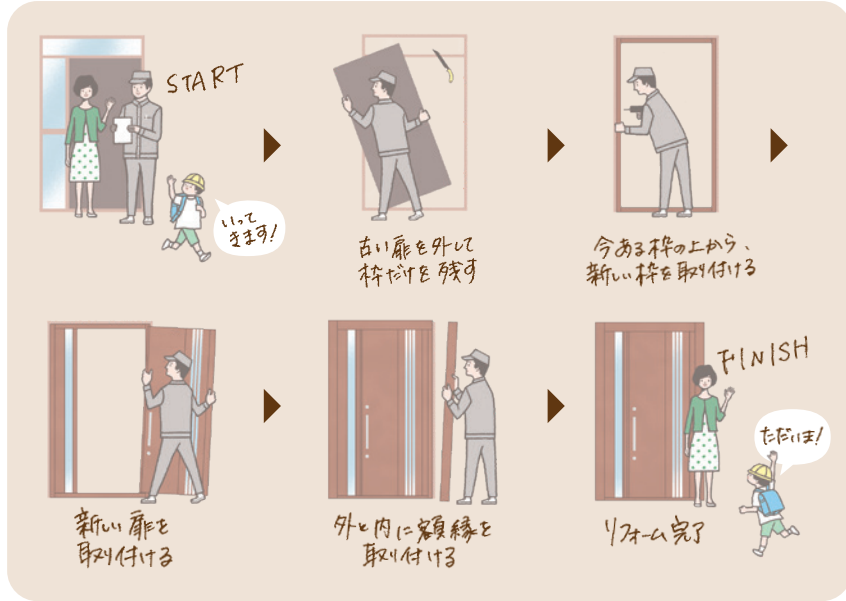 START
いって
きます!
古い扉を外して
枠だけを残す
今ある枠の上から、
新しい枠を取り付ける
新しい扉を
取り付ける
外と内に額縁を
取り付ける
FINISH
ただいま!
リフォーム完了